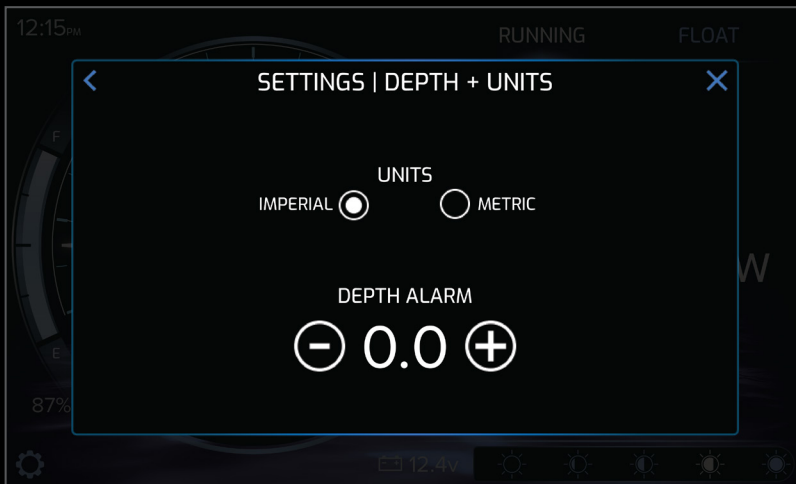 12:15PM
RUNNING
FLOAT
SETTINGS | DEPTH + UNITS
F
UNITS
IMPERIAL
METRIC
W
DEPTH ALARM
0.0
E
87%
12.4v